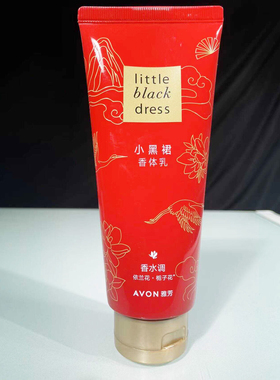 little
black
dress
小黑裙
香体乳
香水调
依兰花·栀子花
AVON 雅芳